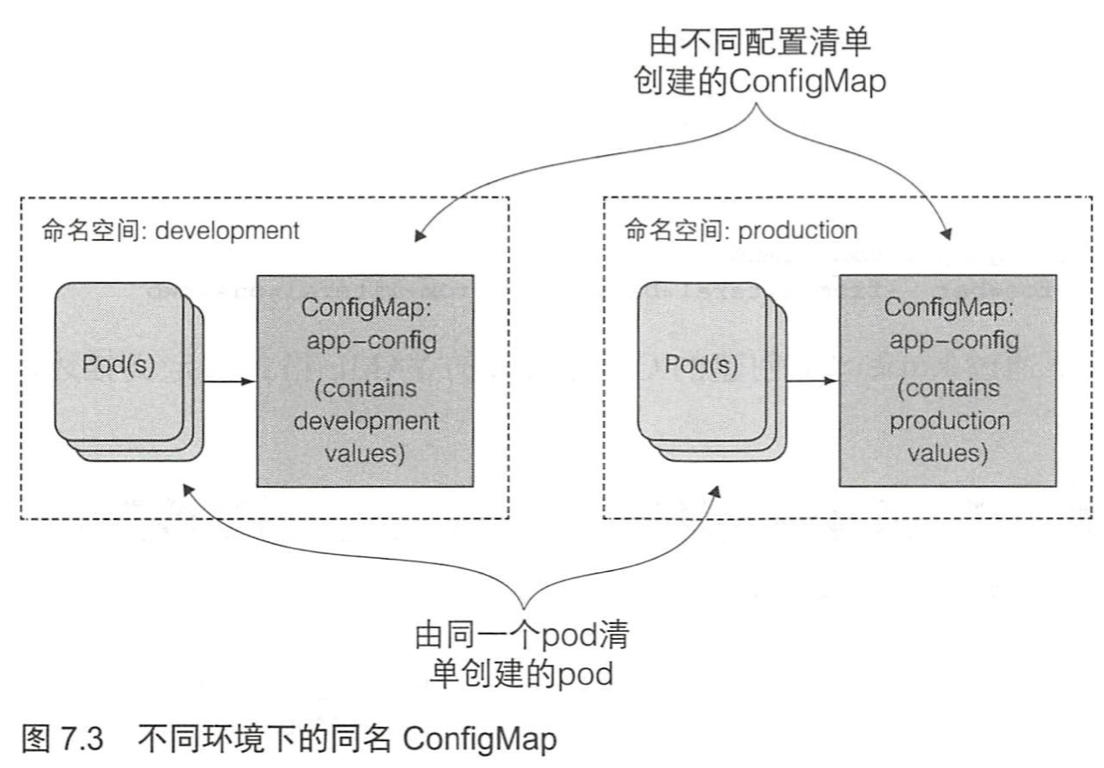 由不同配置清单
创建的ConfigMap
命名空间: development
Pod(s)
ConfigMap:
app-config
(contains
development
values)
命名空间: production
Pod(s)
ConfigMap:
app-config
(contains
production
values)
由同一个pod清
单创建的pod
图 7.3 不同环境下的同名 ConfigMap